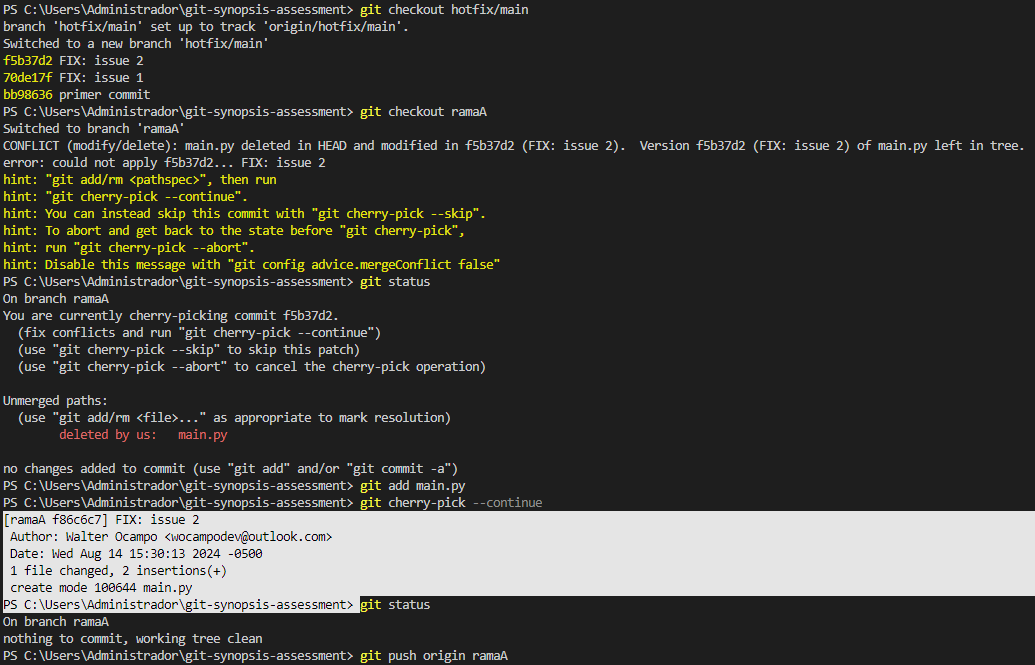 PS C:\Users\Administrador\git-synopsis-assessment> git checkout hotfix/main
branch 'hotfix/main' set up to track 'origin/hotfix/main'.
Switched to a new branch 'hotfix/main'
f5b37d2 FIX: issue 2
70de17f FIX: issue 1
bb98636 primer commit
PS C:\Users\Administrador\git-synopsis-assessment> git checkout ramaA
Switched to branch 'ramaA'
CONFLICT (modify/delete): main.py deleted in HEAD and modified in f5b37d2 (FIX: issue 2).  Version f5b37d2 (FIX: issue 2) of main.py left in tree.
error: could not apply f5b37d2... FIX: issue 2
hint: "git add/rm <pathspec>", then run
hint: "git cherry-pick --continue".
hint: You can instead skip this commit with "git cherry-pick --skip".
hint: To abort and get back to the state before "git cherry-pick",
hint: run "git cherry-pick --abort".
hint: Disable this message with "git config advice.mergeConflict false"
PS C:\Users\Administrador\git-synopsis-assessment> git status
On branch ramaA
You are currently cherry-picking commit f5b37d2.
  (fix conflicts and run "git cherry-pick --continue")
  (use "git cherry-pick --skip" to skip this patch)
  (use "git cherry-pick --abort" to cancel the cherry-pick operation)
Unmerged paths:
  (use "git add/rm <file>..." as appropriate to mark resolution)
        deleted by us:   main.py
no changes added to commit (use "git add" and/or "git commit -a")
PS C:\Users\Administrador\git-synopsis-assessment> git add main.py
PS C:\Users\Administrador\git-synopsis-assessment> git cherry-pick --continue
[ramaA f86c6c7] FIX: issue 2
 Author: Walter Ocampo <wocampodev@outlook.com>
 Date: Wed Aug 14 15:30:13 2024 -0500
 1 file changed, 2 insertions(+)
 create mode 100644 main.py
PS C:\Users\Administrador\git-synopsis-assessment> git status
On branch ramaA
nothing to commit, working tree clean
PS C:\Users\Administrador\git-synopsis-assessment> git push origin ramaA